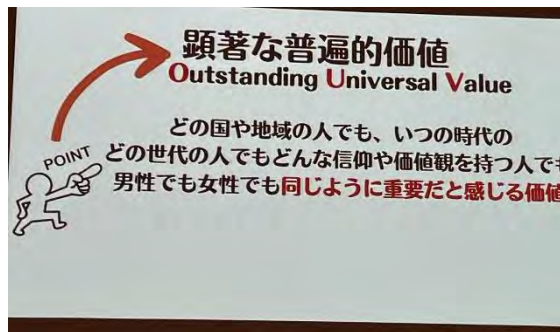 顕著な普遍的価値
Outstanding Universal Value
どの国や地域の人でも、いつの時代の
POINT
どの世代の人でもどんな信仰や価値観を持つ人でも
男性でも女性でも同じように重要だと感じる価値